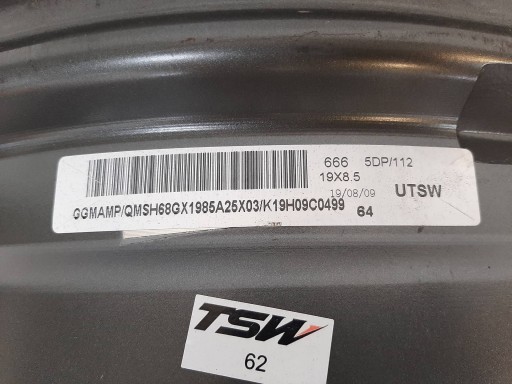 666 5DP/112
19X8.5
19/08/09 UTSW
GGMAMP/QMSH68GX1985A25X03/K19H09C0499 64
TSW
62